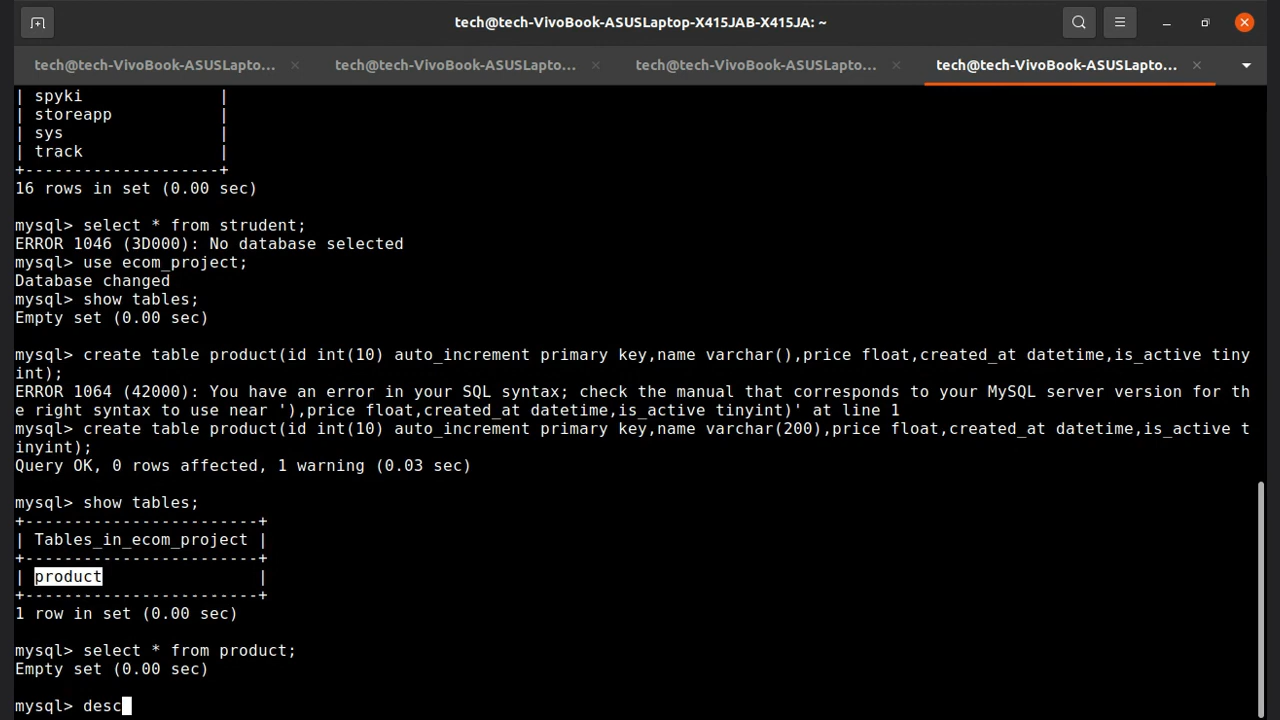 tech@tech-VivoBook-ASUSLaptop-X415JAB-X415JA: ~
tech@tech-VivoBook-ASUSLapto... × tech@tech-VivoBook-ASUSLapto... × tech@tech-VivoBook-ASUSLapto... × tech@tech-VivoBook-ASUSLapto... ×
| spyki              |
| storeapp           |
| sys                |
| track              |
+--------------------+
16 rows in set (0.00 sec)
mysql> select * from strudent;
ERROR 1046 (3D000): No database selected
mysql> use ecom_project;
Database changed
mysql> show tables;
Empty set (0.00 sec)
mysql> create table product(id int(10) auto_increment primary key,name varchar(),price float,created_at datetime,is_active tiny
int);
ERROR 1064 (42000): You have an error in your SQL syntax; check the manual that corresponds to your MySQL server version for th
e right syntax to use near '),price float,created_at datetime,is_active tinyint)' at line 1
mysql> create table product(id int(10) auto_increment primary key,name varchar(200),price float,created_at datetime,is_active t
inyint);
Query OK, 0 rows affected, 1 warning (0.03 sec)
mysql> show tables;
+------------------------+
| Tables_in_ecom_project |
+------------------------+
| product                |
+------------------------+
1 row in set (0.00 sec)
mysql> select * from product;
Empty set (0.00 sec)
mysql> desc